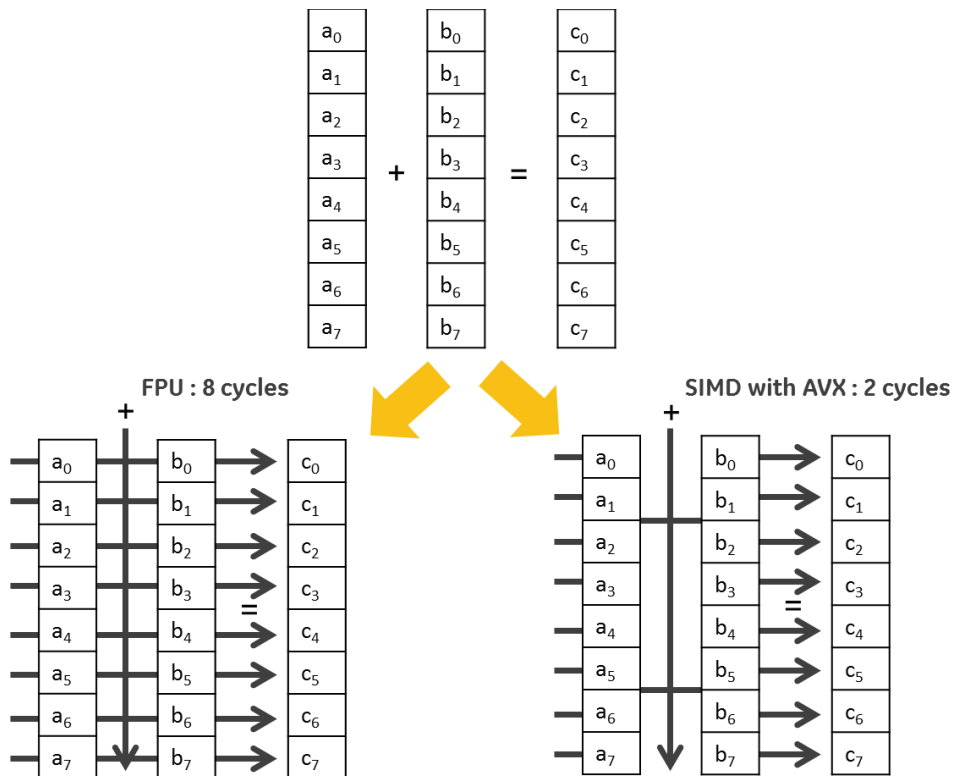 a₀ b₀ c₀
a₁ b₁ c₁
a₂ b₂ c₂
a₃ + b₃ = c₃
a₄ b₄ c₄
a₅ b₅ c₅
a₆ b₆ c₆
a₇ b₇ c₇
FPU : 8 cycles
+
a₀ b₀ c₀
a₁ b₁ c₁
a₂ b₂ c₂
a₃ b₃ c₃
=
a₄ b₄ c₄
a₅ b₅ c₅
a₆ b₆ c₆
a₇ b₇ c₇
SIMD with AVX : 2 cycles
+
a₀ b₀ c₀
a₁ b₁ c₁
a₂ b₂ c₂
a₃ b₃ c₃
=
a₄ b₄ c₄
a₅ b₅ c₅
a₆ b₆ c₆
a₇ b₇ c₇